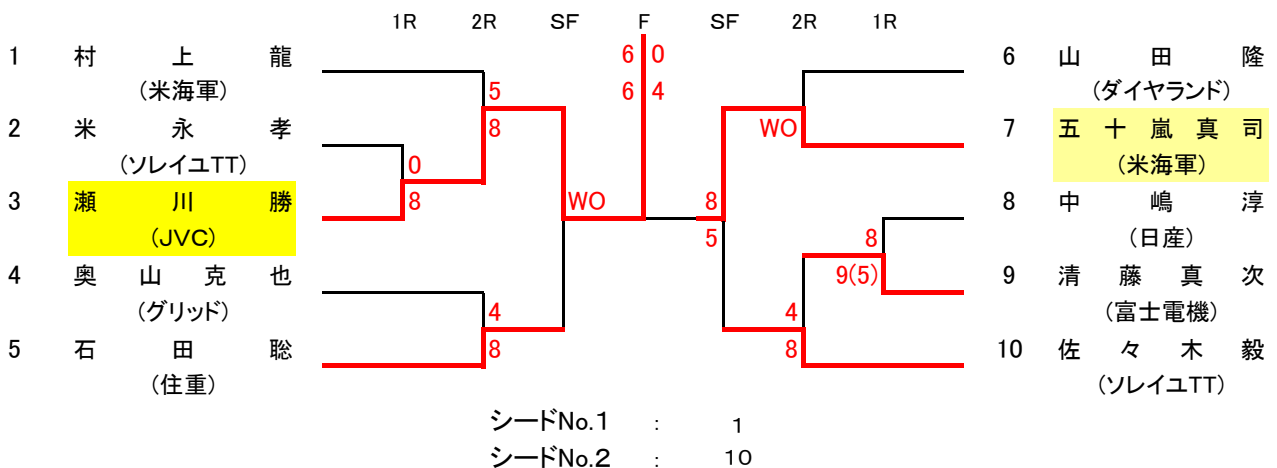 1R 2R SF F SF 2R 1R
1 村上龍 6 0 6 山田隆
(米海軍) 5 6 4 (ダイヤランド)
2 米永孝 8 WO 7 五十嵐真司
(ソレイユTT) 0 (米海軍)
3 瀬川勝 8 WO 8 8 中嶋淳
(JVC) 5 8 (日産)
4 奥山克也 9(5) 9 清藤真次
(グリッド) 4 4 (富士電機)
5 石田聡 8 8 10 佐々木毅
(住重) (ソレイユTT)
シードNo.1 : 1
シードNo.2 : 10